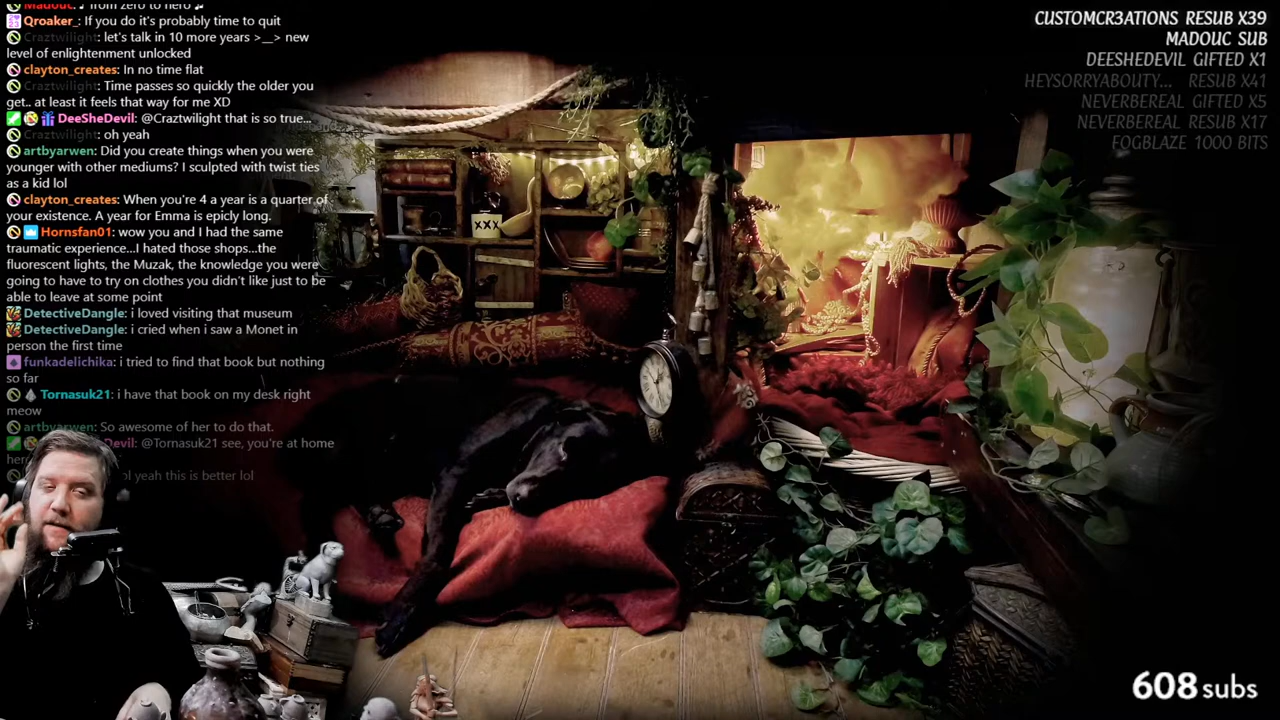 Madouc: ♪ from zero to hero ♪
Qroaker_: If you do it's probably time to quit
Craztwilight: let's talk in 10 more years >__> new
level of enlightenment unlocked
clayton_creates: In no time flat
Craztwilight: Time passes so quickly the older you
get.. at least it feels that way for me XD
DeeSheDevil: @Craztwilight that is so true...
Craztwilight: oh yeah
artbyarwen: Did you create things when you were
younger with other mediums? I sculpted with twist ties
as a kid lol
clayton_creates: When you're 4 a year is a quarter of
your existence. A year for Emma is epicly long.
Hornsfan01: wow you and I had the same
traumatic experience...I hated those shops...the
fluorescent lights, the Muzak, the knowledge you were
going to have to try on clothes you didn't like just to be
able to leave at some point
DetectiveDangle: i loved visiting that museum
DetectiveDangle: i cried when i saw a Monet in
person the first time
funkadelichika: i tried to find that book but nothing
so far
Tornasuk21: i have that book on my desk right
meow
artbyarwen: So awesome of her to do that.
Devil: @Tornasuk21 see, you're at home
her
ol yeah this is better lol
CUSTOMCR3ATIONS RESUB X39
MADOUC SUB
DEESHEDEVIL GIFTED X1
HEYSORRYABOUTY... RESUB X41
NEVERBEREAL GIFTED X5
NEVERBEREAL RESUB X17
FOGBLAZE 1000 BITS
XXX
608 subs